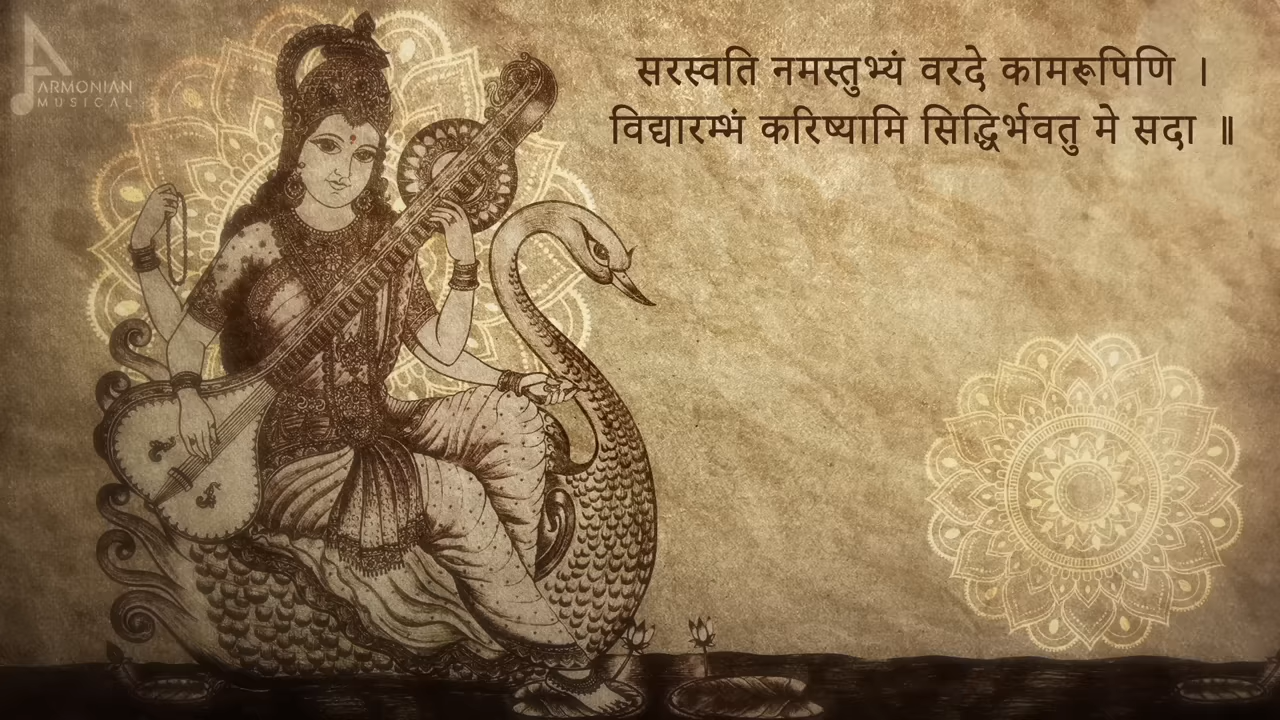 ARMONIAN
MUSICAL
सरस्वति नमस्तुभ्यं वरदे कामरूपिणि ।
विद्यारम्भं करिष्यामि सिद्धिर्भवतु मे सदा ॥